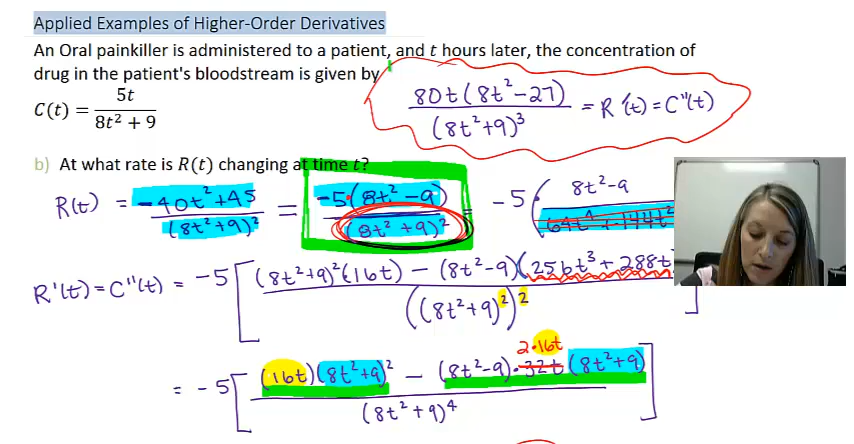 Applied Examples of Higher-Order Derivatives
An Oral painkiller is administered to a patient, and t hours later, the concentration of
drug in the patient's bloodstream is given by
C(t) = 5t / (8t² + 9)
80t(8t² - 27) / (8t² + 9)³ = R'(t) = C''(t)
b) At what rate is R(t) changing at time t?
R(t) = (-40t² + 45) / (8t² + 9)² = -5·(8t² - 9) / (8t² + 9)² = -5·( (8t² - 9) / (64t⁴ + 144t²
R'(t) = C''(t) = -5[ ((8t² + 9)²(16t) - (8t² - 9)(256t³ + 288t) / ((8t² + 9)²)² ]
2·16t
= -5[ ((16t)(8t² + 9)² - (8t² - 9)·32t(8t² + 9)) / (8t² + 9)⁴ ]